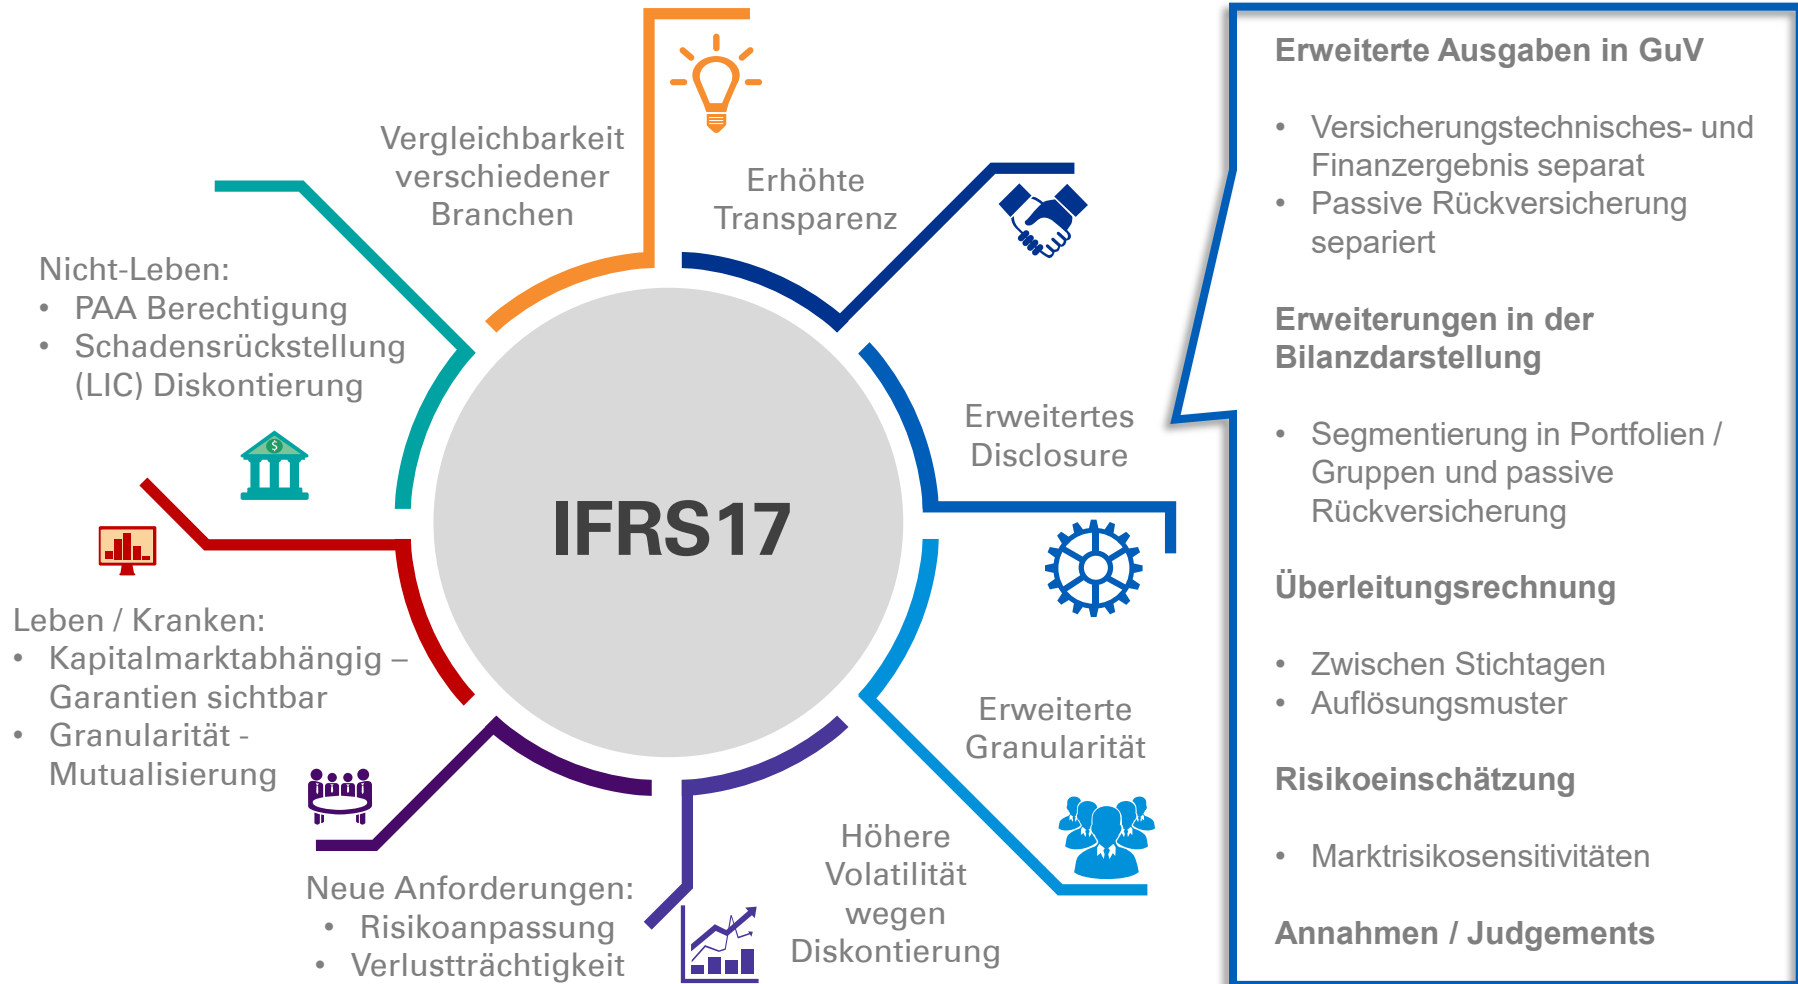 Vergleichbarkeit
verschiedener
Branchen
Erhöhte
Transparenz
Nicht-Leben:
• PAA Berechtigung
• Schadensrückstellung
(LIC) Diskontierung
$
Erweitertes
Disclosure
IFRS17
Leben / Kranken:
• Kapitalmarktabhängig –
Garantien sichtbar
• Granularität -
Mutualisierung
Erweiterte
Granularität
Neue Anforderungen:
• Risikoanpassung
• Verlustträchtigkeit
Höhere
Volatilität
wegen
Diskontierung
Erweiterte Ausgaben in GuV
• Versicherungstechnisches- und
Finanzergebnis separat
• Passive Rückversicherung
separiert
Erweiterungen in der
Bilanzdarstellung
• Segmentierung in Portfolien /
Gruppen und passive
Rückversicherung
Überleitungsrechnung
• Zwischen Stichtagen
• Auflösungsmuster
Risikoeinschätzung
• Marktrisikosensitivitäten
Annahmen / Judgements